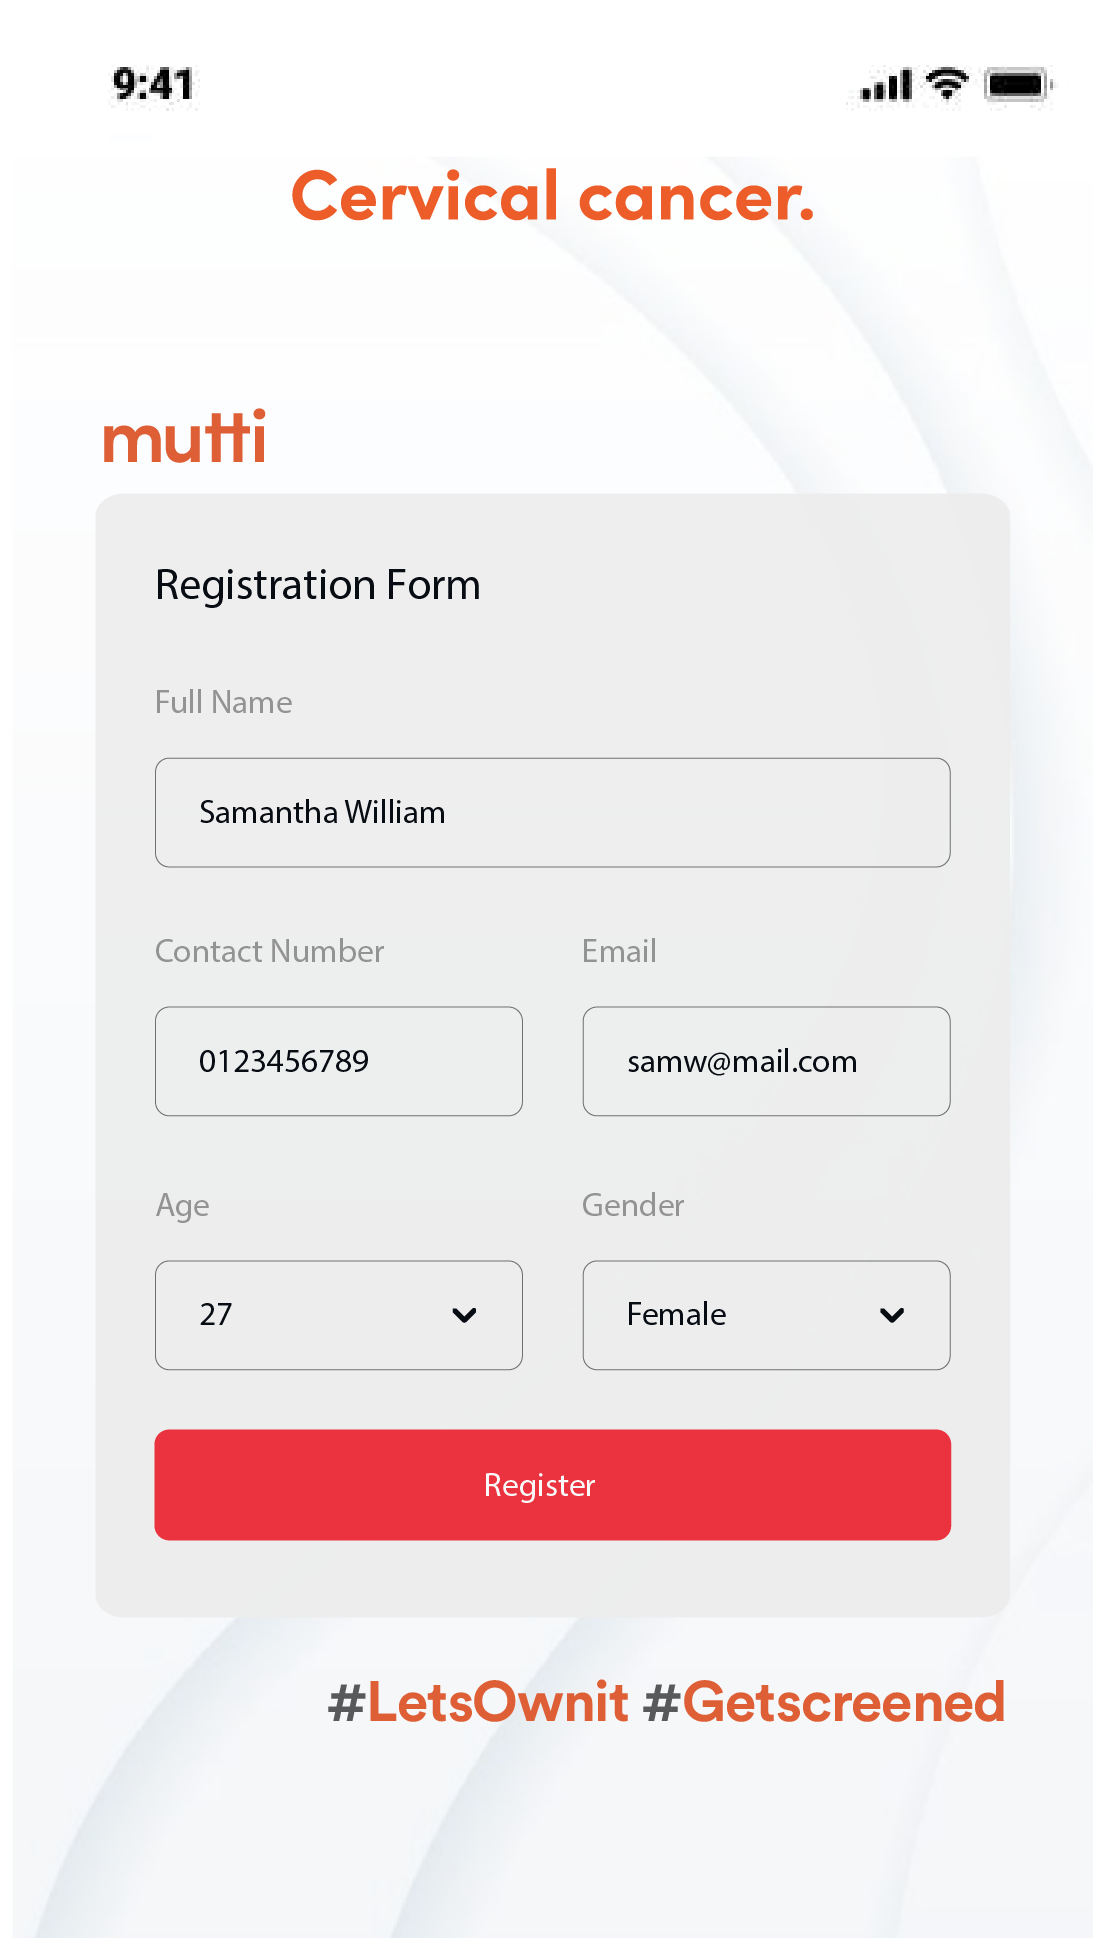 9:41
Cervical cancer.
mutti
Registration Form
Full Name
Samantha William
Contact Number Email
0123456789 samw@mail.com
Age Gender
27 Female
Register
#LetsOwnit #Getscreened